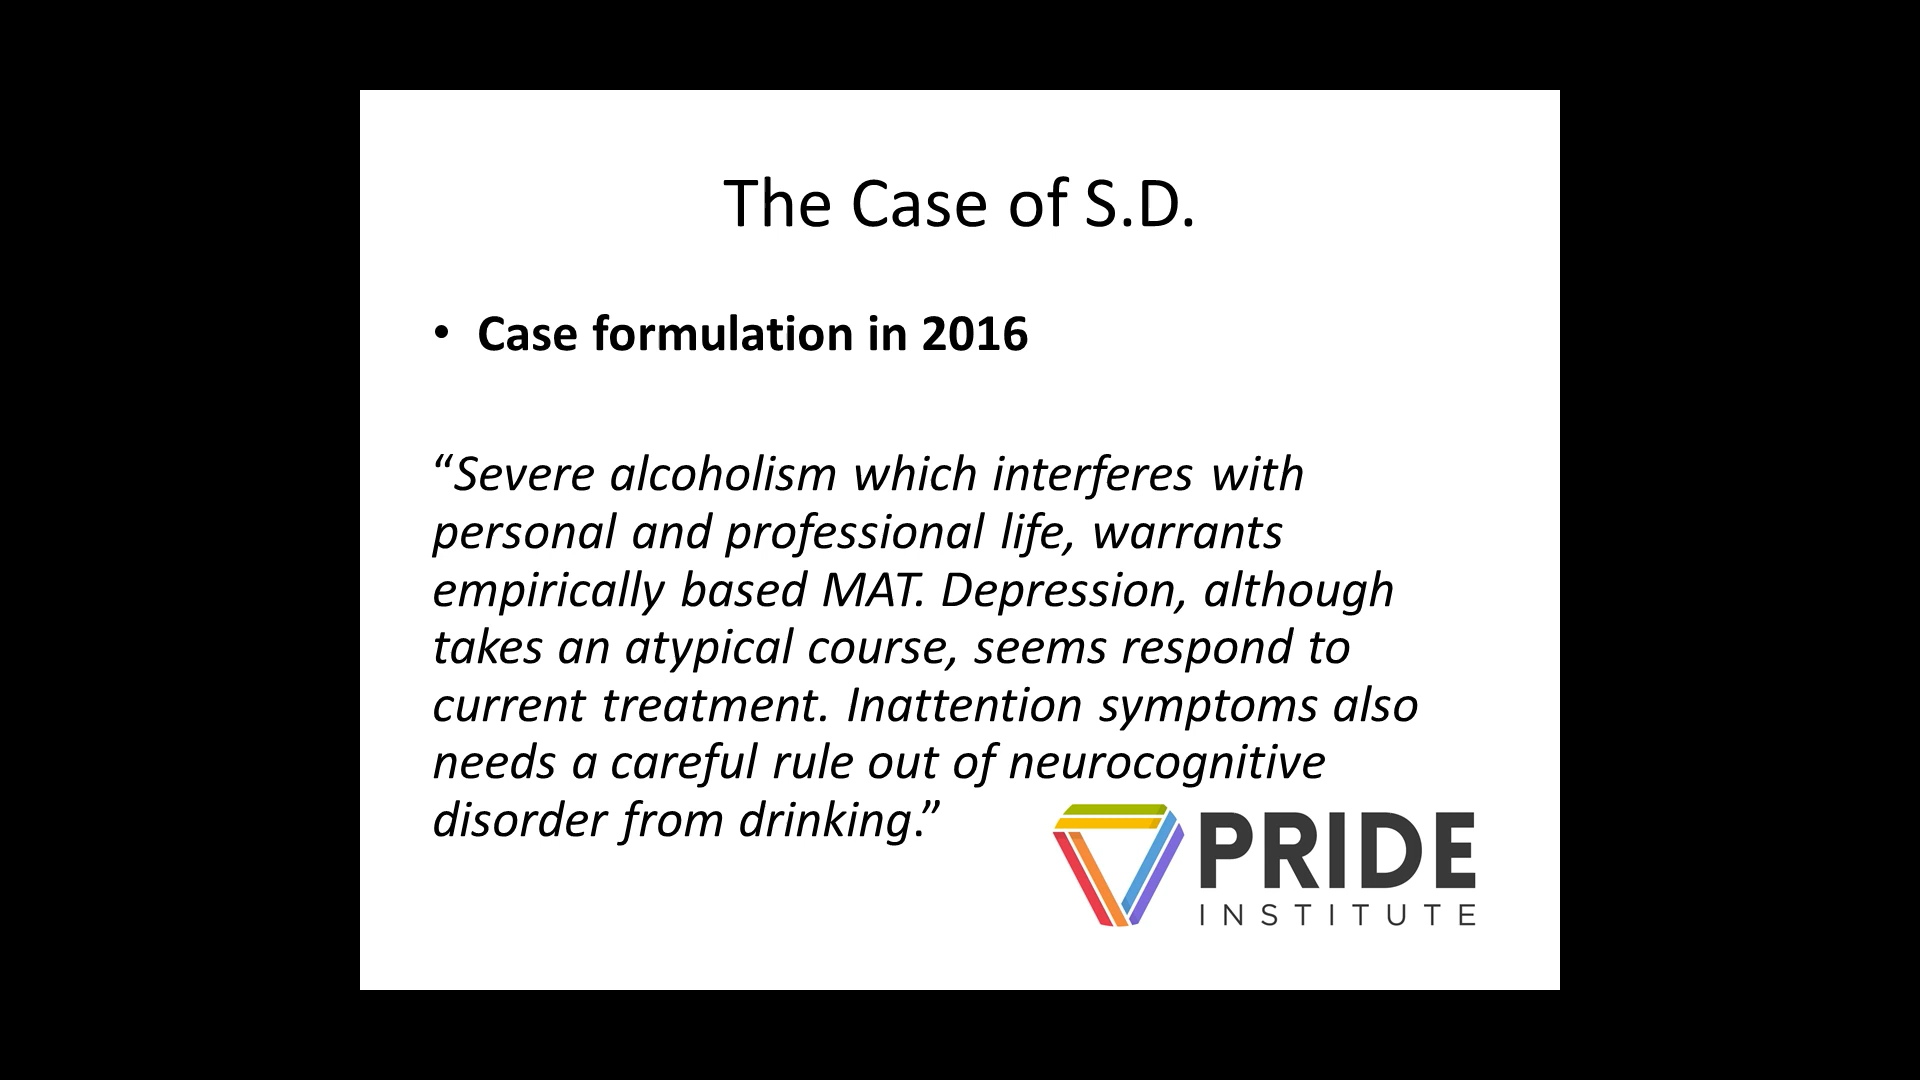 The Case of S.D.
• Case formulation in 2016
“Severe alcoholism which interferes with
personal and professional life, warrants
empirically based MAT. Depression, although
takes an atypical course, seems respond to
current treatment. Inattention symptoms also
needs a careful rule out of neurocognitive
disorder from drinking.”
PRIDE
INSTITUTE